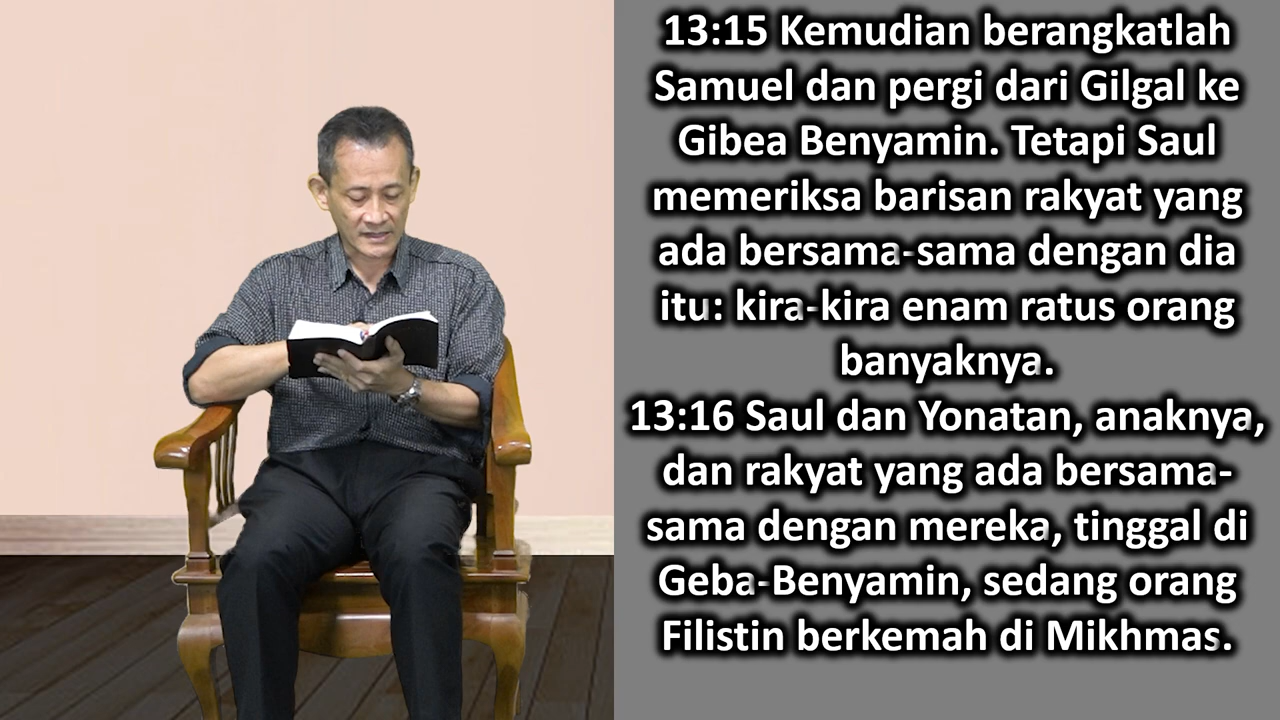 13:15 Kemudian berangkatlah
Samuel dan pergi dari Gilgal ke
Gibea Benyamin. Tetapi Saul
memeriksa barisan rakyat yang
ada bersama-sama dengan dia
itu: kira-kira enam ratus orang
banyaknya.
13:16 Saul dan Yonatan, anaknya,
dan rakyat yang ada bersama-
sama dengan mereka, tinggal di
Geba-Benyamin, sedang orang
Filistin berkemah di Mikhmas.